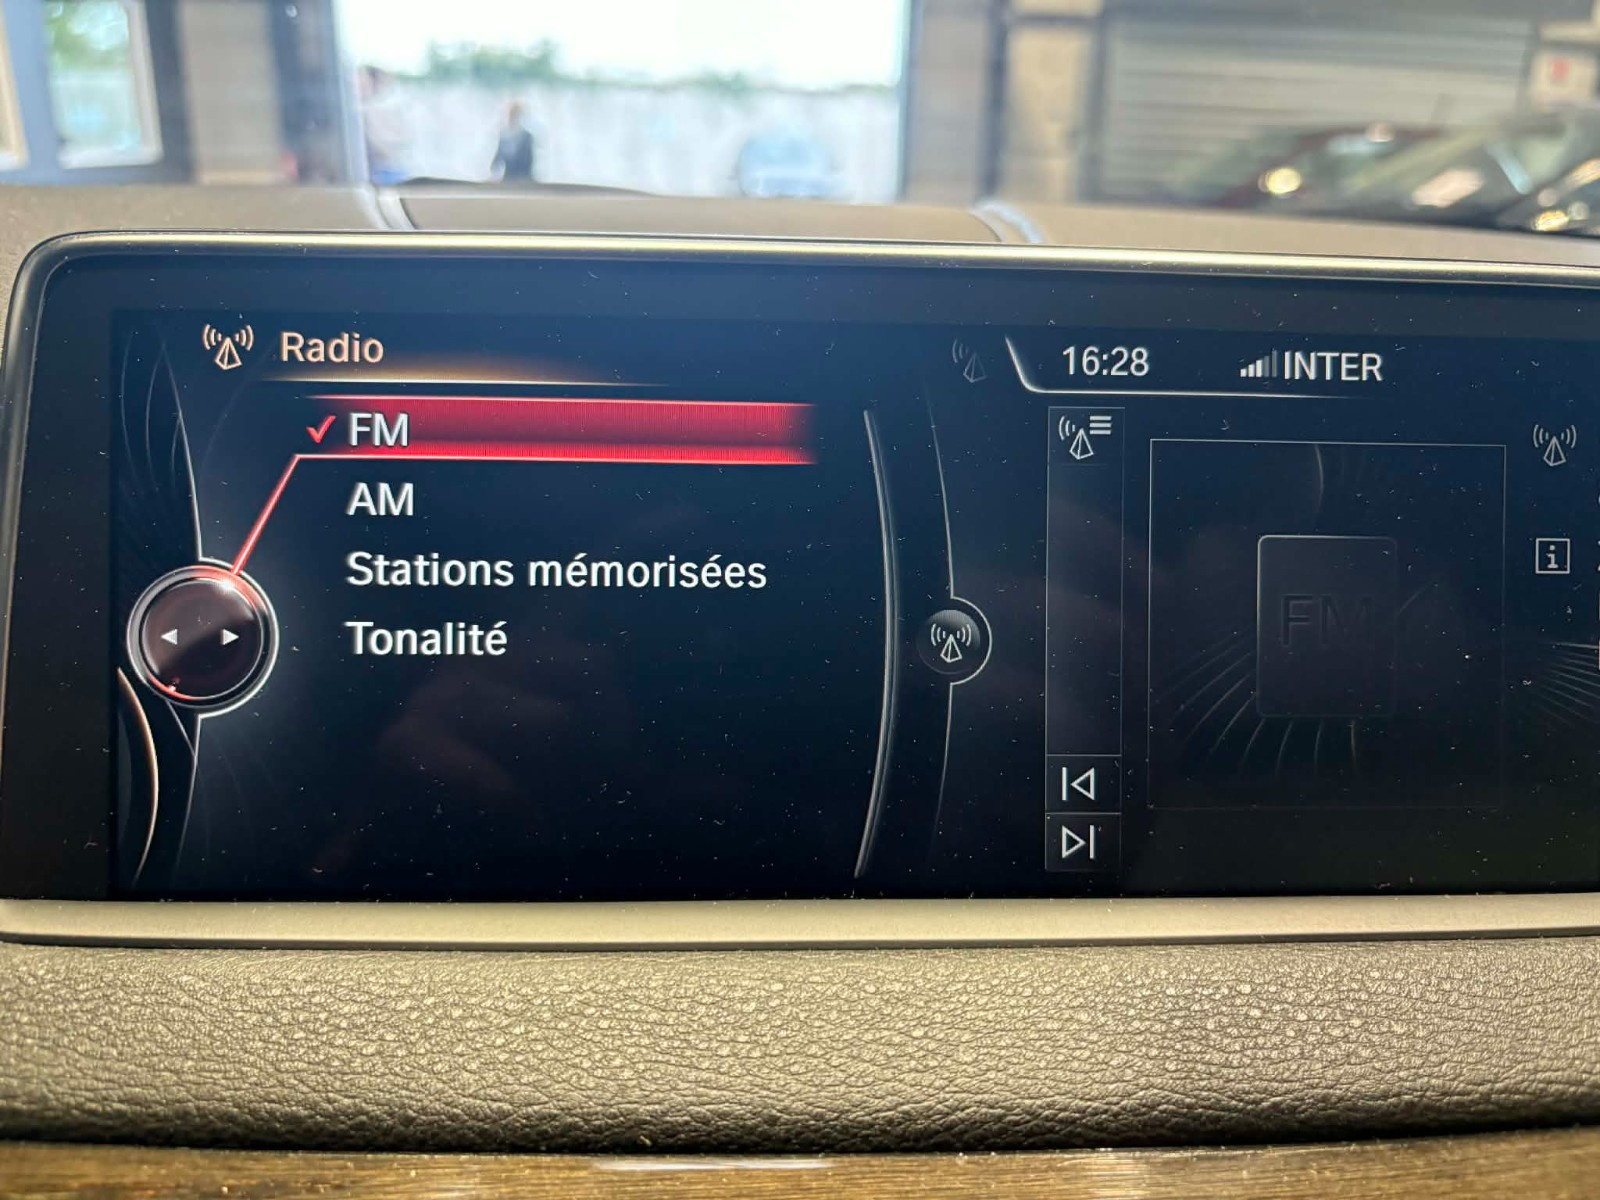 Radio
16:28
INTER
FM
AM
Stations mémorisées
Tonalité
FM